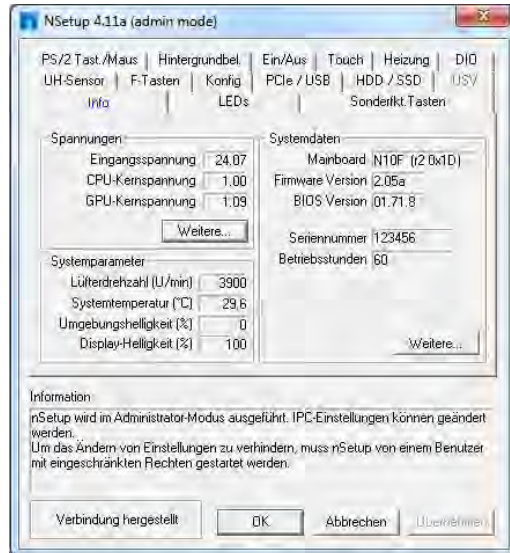 NSetup 4.11a (admin mode)
PS/2 Tast./Maus Hintergrundbel. Ein/Aus Touch Heizung DIO
UH-Sensor F-Tasten Konfig. PCIe / USB HDD / SSD USV
Info LEDs Sonderfkt.Tasten
Spannungen
Eingangsspannung 24.07
CPU-Kernspannung 1.00
GPU-Kernspannung 1.09
Weitere...
Systemparameter
Lüfterdrehzahl (U/min) 3900
Systemtemperatur (°C) 29,6
Umgebungshelligkeit (%) 0
Display-Helligkeit (%) 100
Systemdaten
Mainboard N10F (r2 0x1D)
Firmware Version 2.05a
BIOS Version 01.71.8
Seriennummer 123456
Betriebsstunden 60
Weitere...
Information
nSetup wird im Administrator-Modus ausgeführt. IPC-Einstellungen können geändert
werden.
Um das Ändern von Einstellungen zu verhindern, muss nSetup von einem Benutzer
mit eingeschränkten Rechten gestartet werden.
Verbindung hergestellt OK Abbrechen Übernehmen